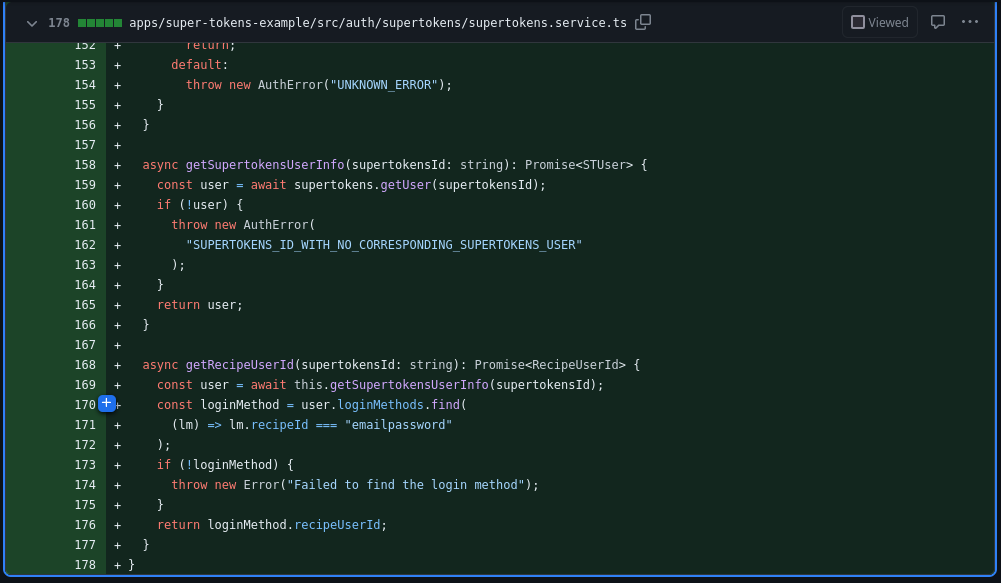 178 apps/super-tokens-example/src/auth/supertokens/supertokens.service.ts Viewed
152 + return;
153 + default:
154 + throw new AuthError("UNKNOWN_ERROR");
155 + }
156 + }
157 +
158 + async getSupertokensUserInfo(supertokensId: string): Promise<STUser> {
159 + const user = await supertokens.getUser(supertokensId);
160 + if (!user) {
161 + throw new AuthError(
162 + "SUPERTOKENS_ID_WITH_NO_CORRESPONDING_SUPERTOKENS_USER"
163 + );
164 + }
165 + return user;
166 + }
167 +
168 + async getRecipeUserId(supertokensId: string): Promise<RecipeUserId> {
169 + const user = await this.getSupertokensUserInfo(supertokensId);
170 + const loginMethod = user.loginMethods.find(
171 + (lm) => lm.recipeId === "emailpassword"
172 + );
173 + if (!loginMethod) {
174 + throw new Error("Failed to find the login method");
175 + }
176 + return loginMethod.recipeUserId;
177 + }
178 + }